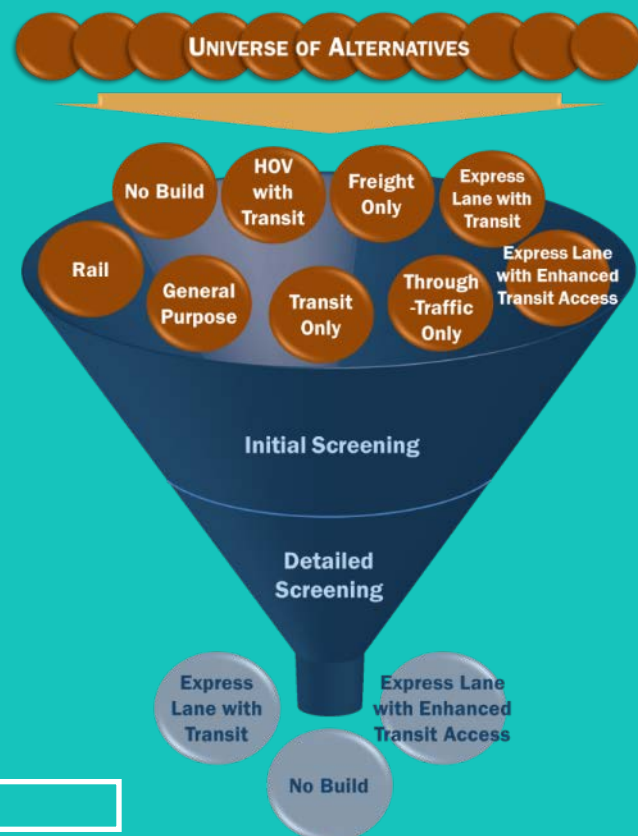 UNIVERSE OF ALTERNATIVES
No Build
HOV
with
Transit
Freight
Only
Express
Lane with
Transit
Rail
General
Purpose
Transit
Only
Through
-Traffic
Only
Express Lane
with Enhanced
Transit Access
Initial Screening
Detailed
Screening
Express
Lane with
Transit
Express Lane
with Enhanced
Transit Access
No Build